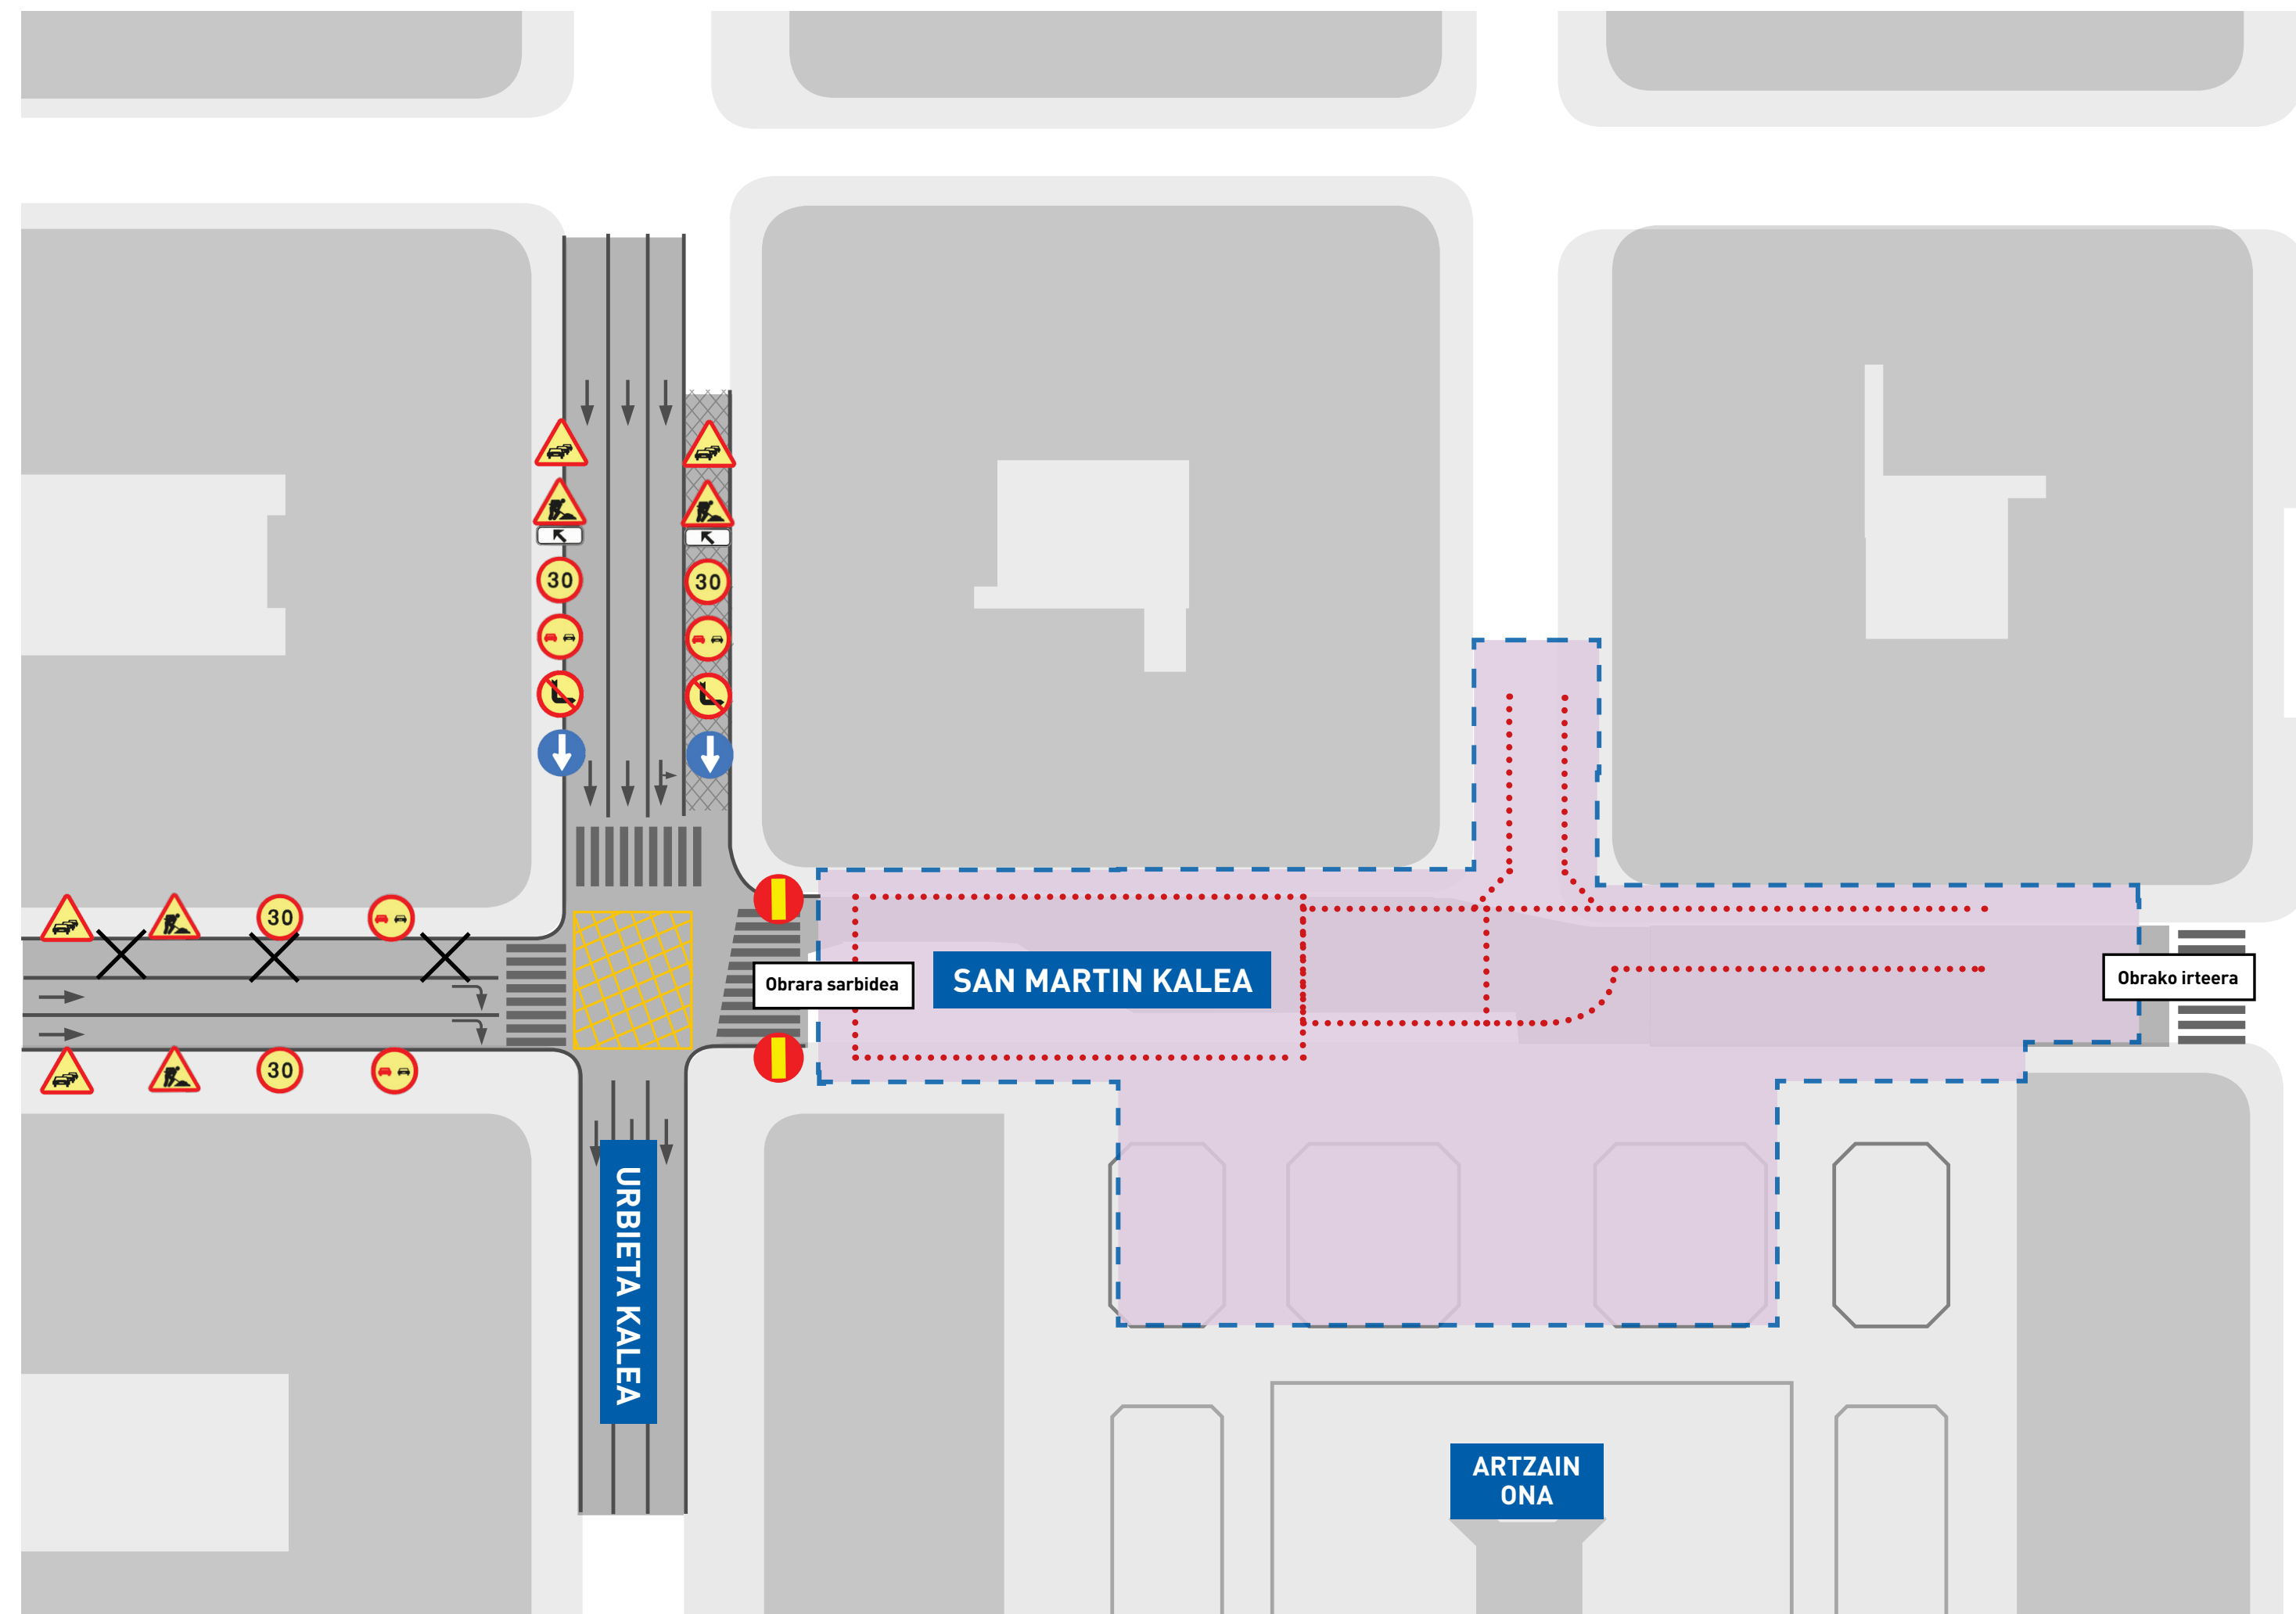 30
30
30
Obrara sarbidea
SAN MARTIN KALEA
Obrako irteera
30
URBIETA KALEA
ARTZAIN
ONA